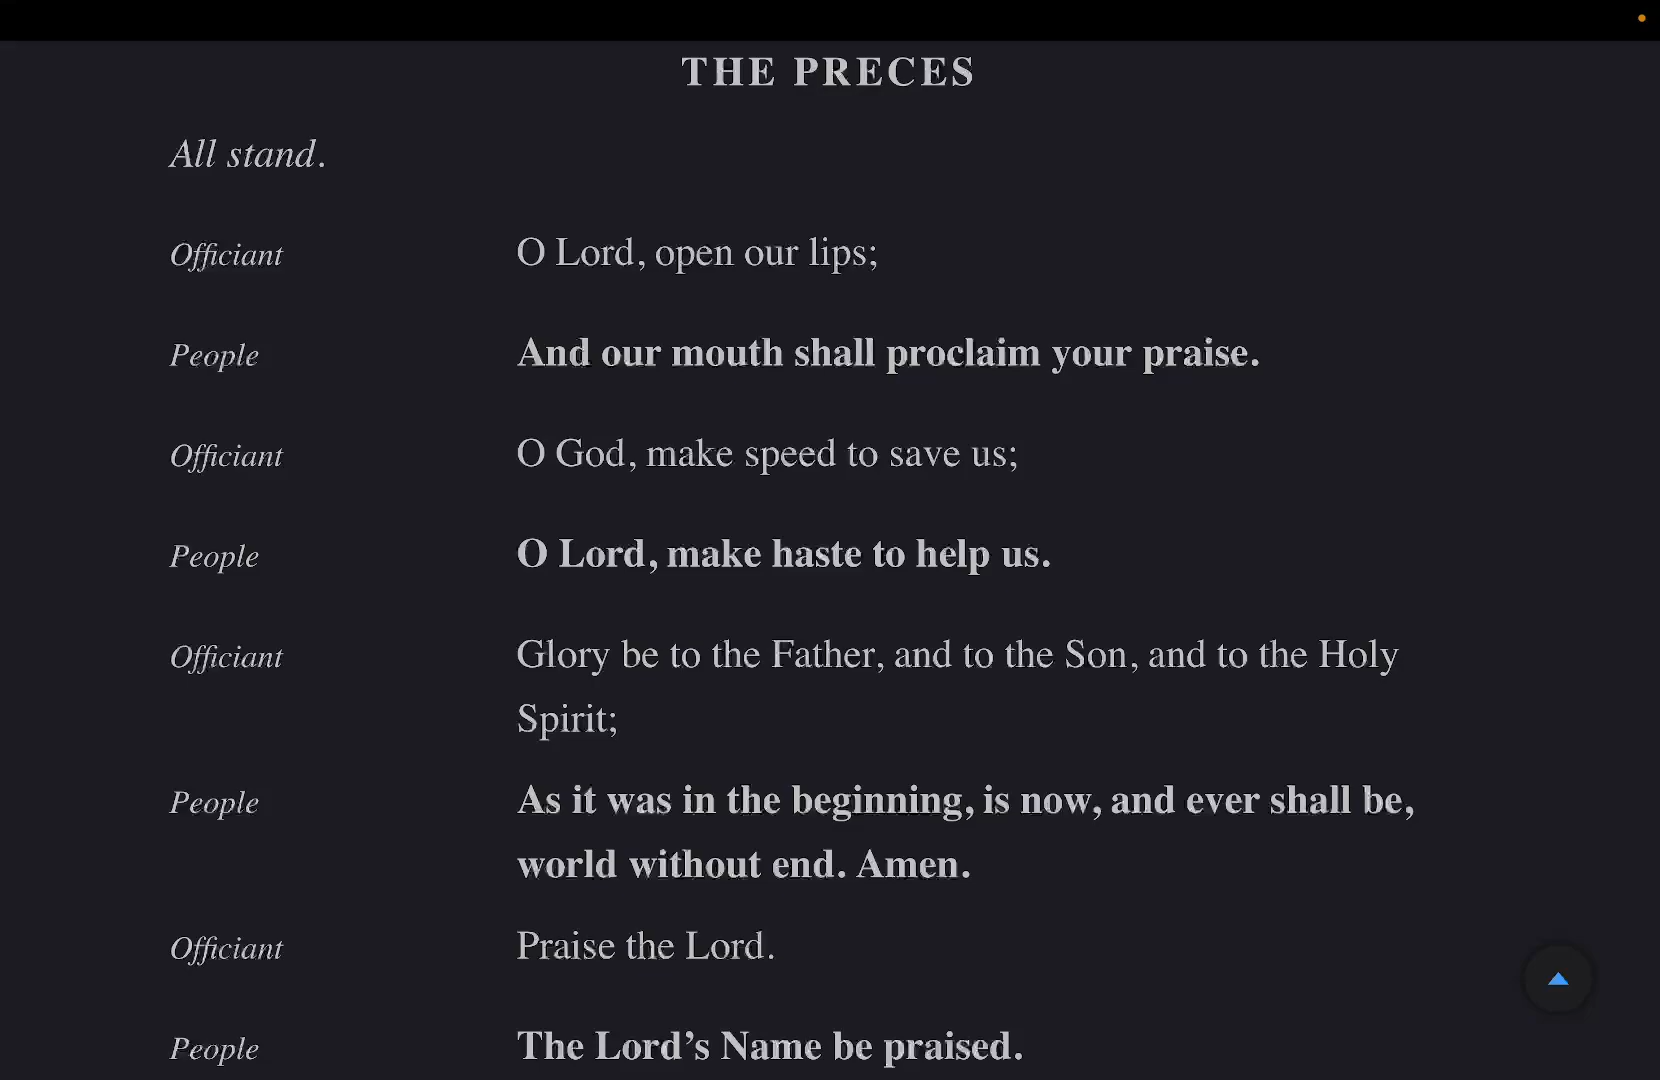 THE PRECES
All stand.
Officiant O Lord, open our lips;
People And our mouth shall proclaim your praise.
Officiant O God, make speed to save us;
People O Lord, make haste to help us.
Officiant Glory be to the Father, and to the Son, and to the Holy
Spirit;
People As it was in the beginning, is now, and ever shall be,
world without end. Amen.
Officiant Praise the Lord.
People The Lord’s Name be praised.